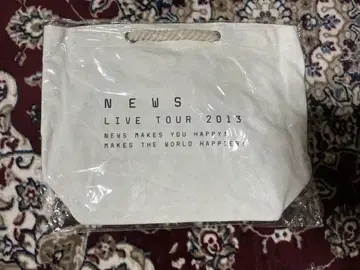 NEWS
LIVE TOUR 2013
NEWS MAKES YOU HAPPY!
MAKES THE WORLD HAPPIER!